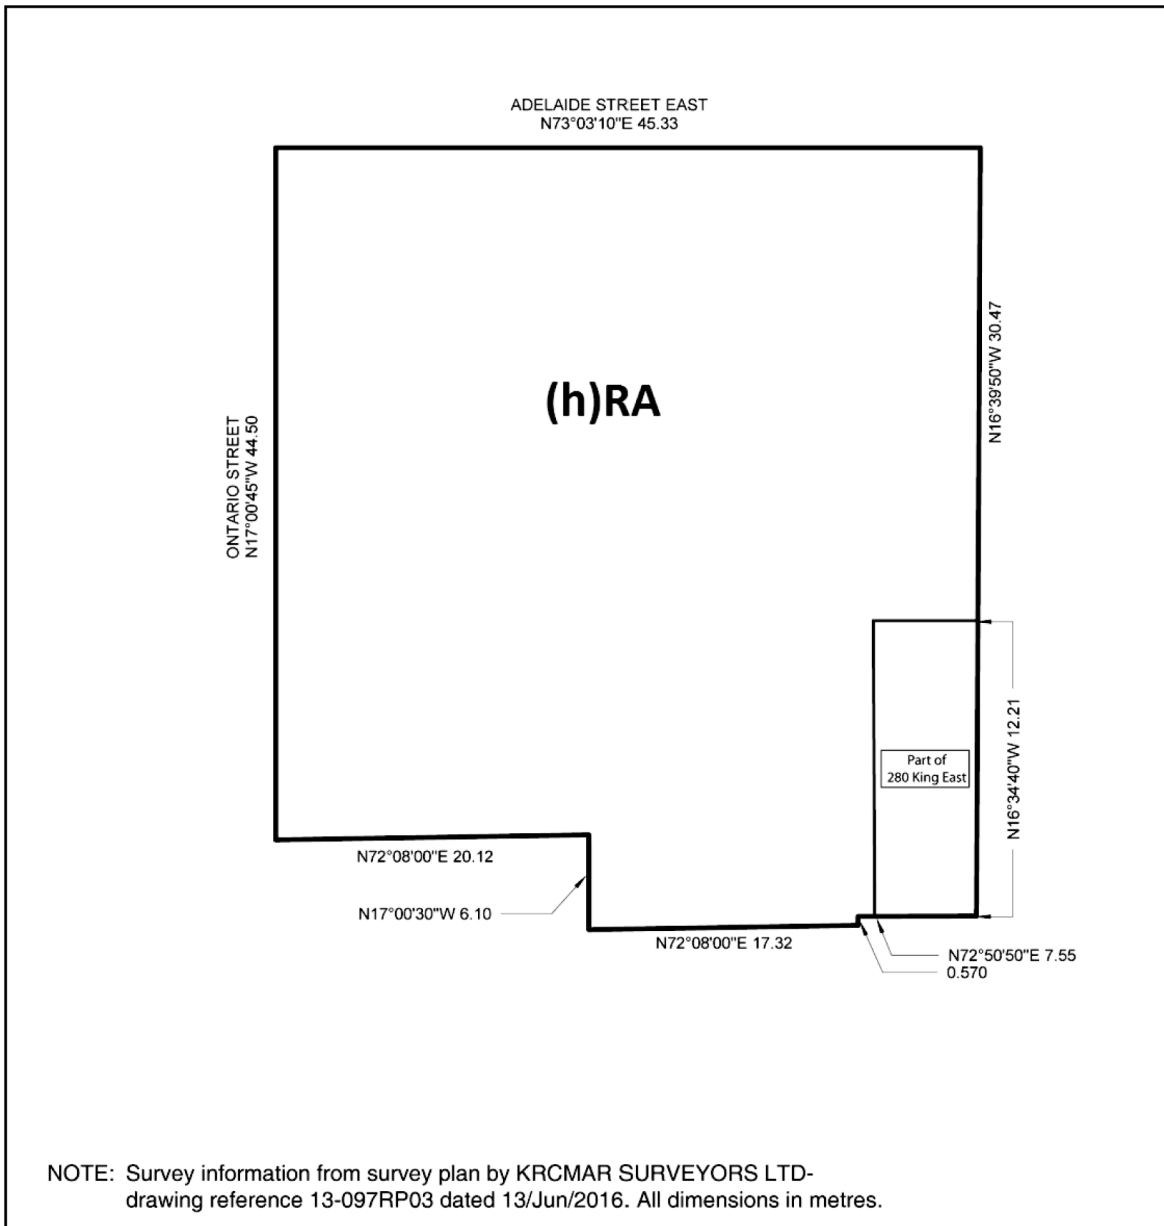 ADELAIDE STREET EAST
N73°03'10"E 45.33
ONTARIO STREET
N17°00'45"W 44.50
(h)RA
N16°39'50"W 30.47
N16°34'40"W 12.21
Part of
280 King East
N72°08'00"E 20.12
N17°00'30"W 6.10
N72°08'00"E 17.32
N72°50'50"E 7.55
0.570
NOTE: Survey information from survey plan by KRCMAR SURVEYORS LTD-
drawing reference 13-097RP03 dated 13/Jun/2016. All dimensions in metres.